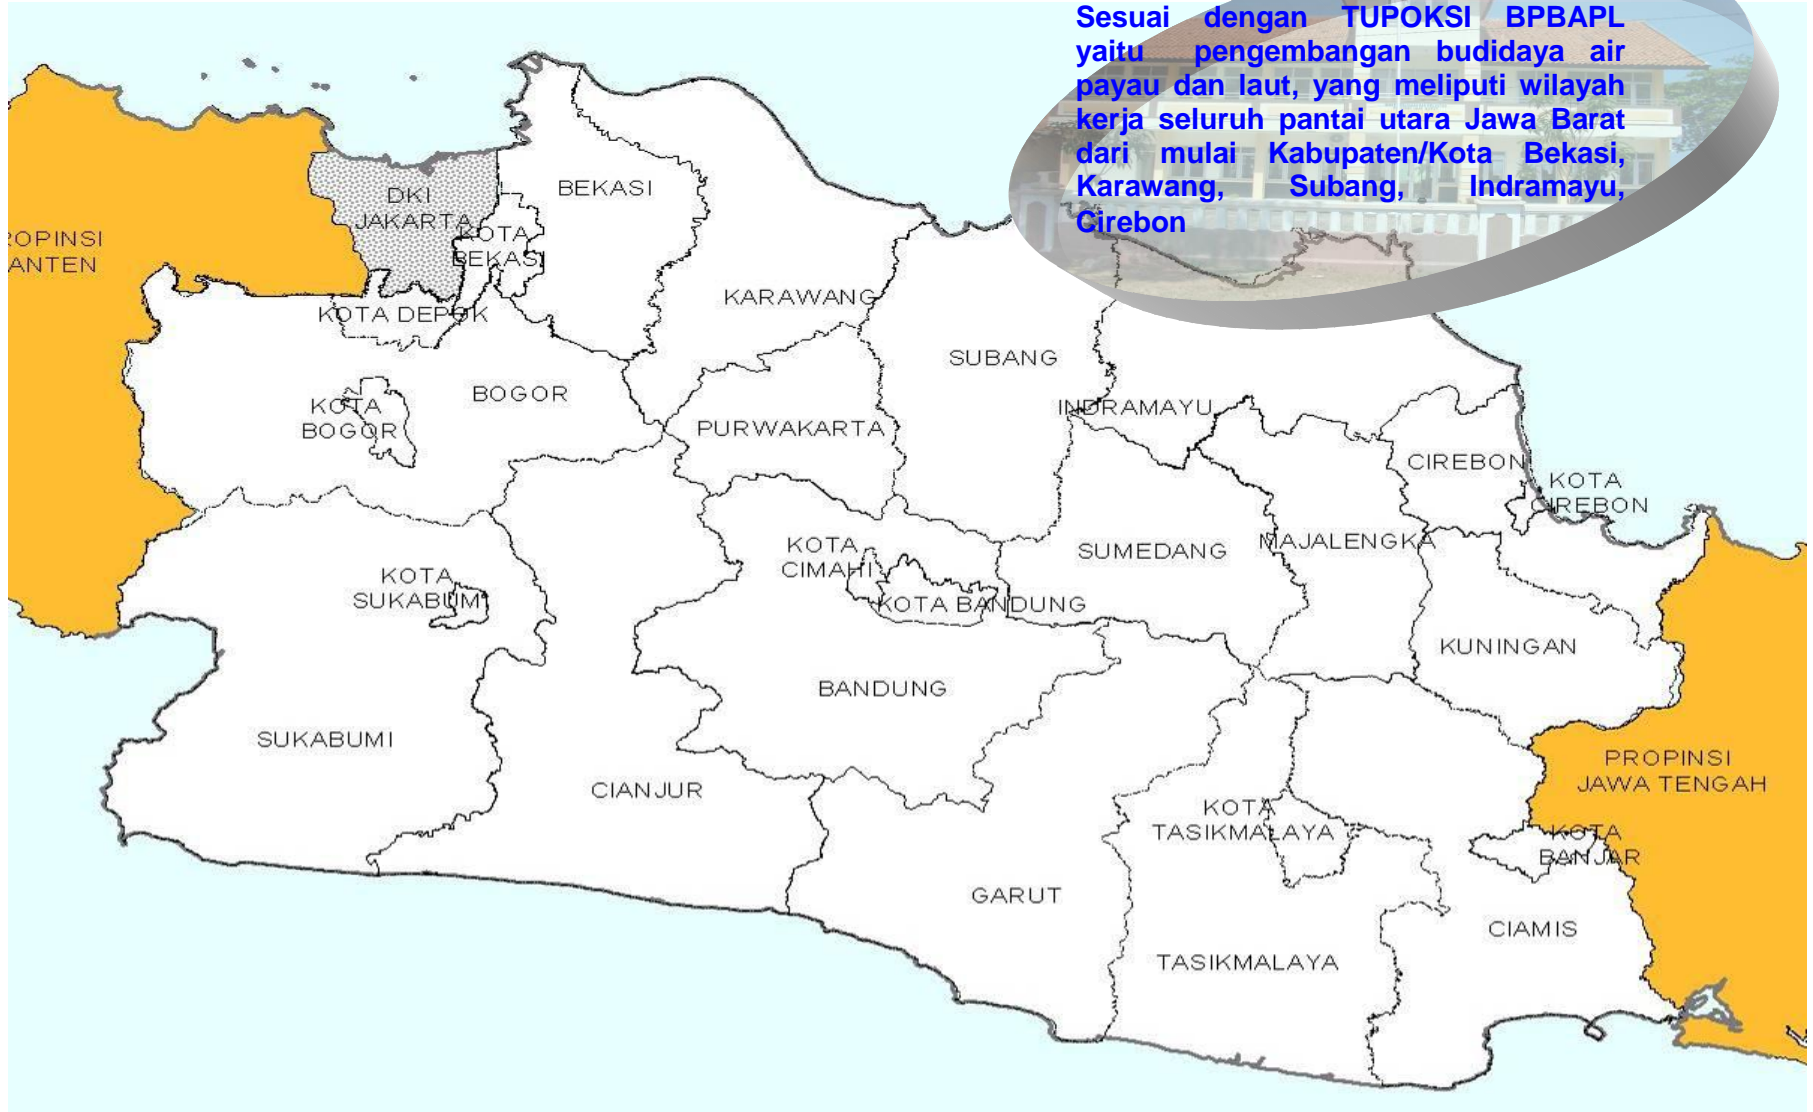 Sesuai dengan TUPOKSI BPBAPL
yaitu pengembangan budidaya air
payau dan laut, yang meliputi wilayah
kerja seluruh pantai utara Jawa Barat
dari mulai Kabupaten/Kota Bekasi,
Karawang, Subang, Indramayu,
Cirebon
DKI
JAKARTA
BEKASI
KOTA
BEKASI
ROPINSI
ANTEN
KOTA DEPOK
KARAWANG
SUBANG
BOGOR
KOTA
BOGOR
PURWAKARTA
INDRAMAYU
CIREBON
KOTA
CIREBON
KOTA
CIMAHI
SUMEDANG
MAJALENGKA
KOTA
SUKABUMI
KOTA BANDUNG
KUNINGAN
BANDUNG
SUKABUMI
CIANJUR
PROPINSI
JAWA TENGAH
KOTA
TASIKMALAYA
KOTA
BANJAR
GARUT
CIAMIS
TASIKMALAYA